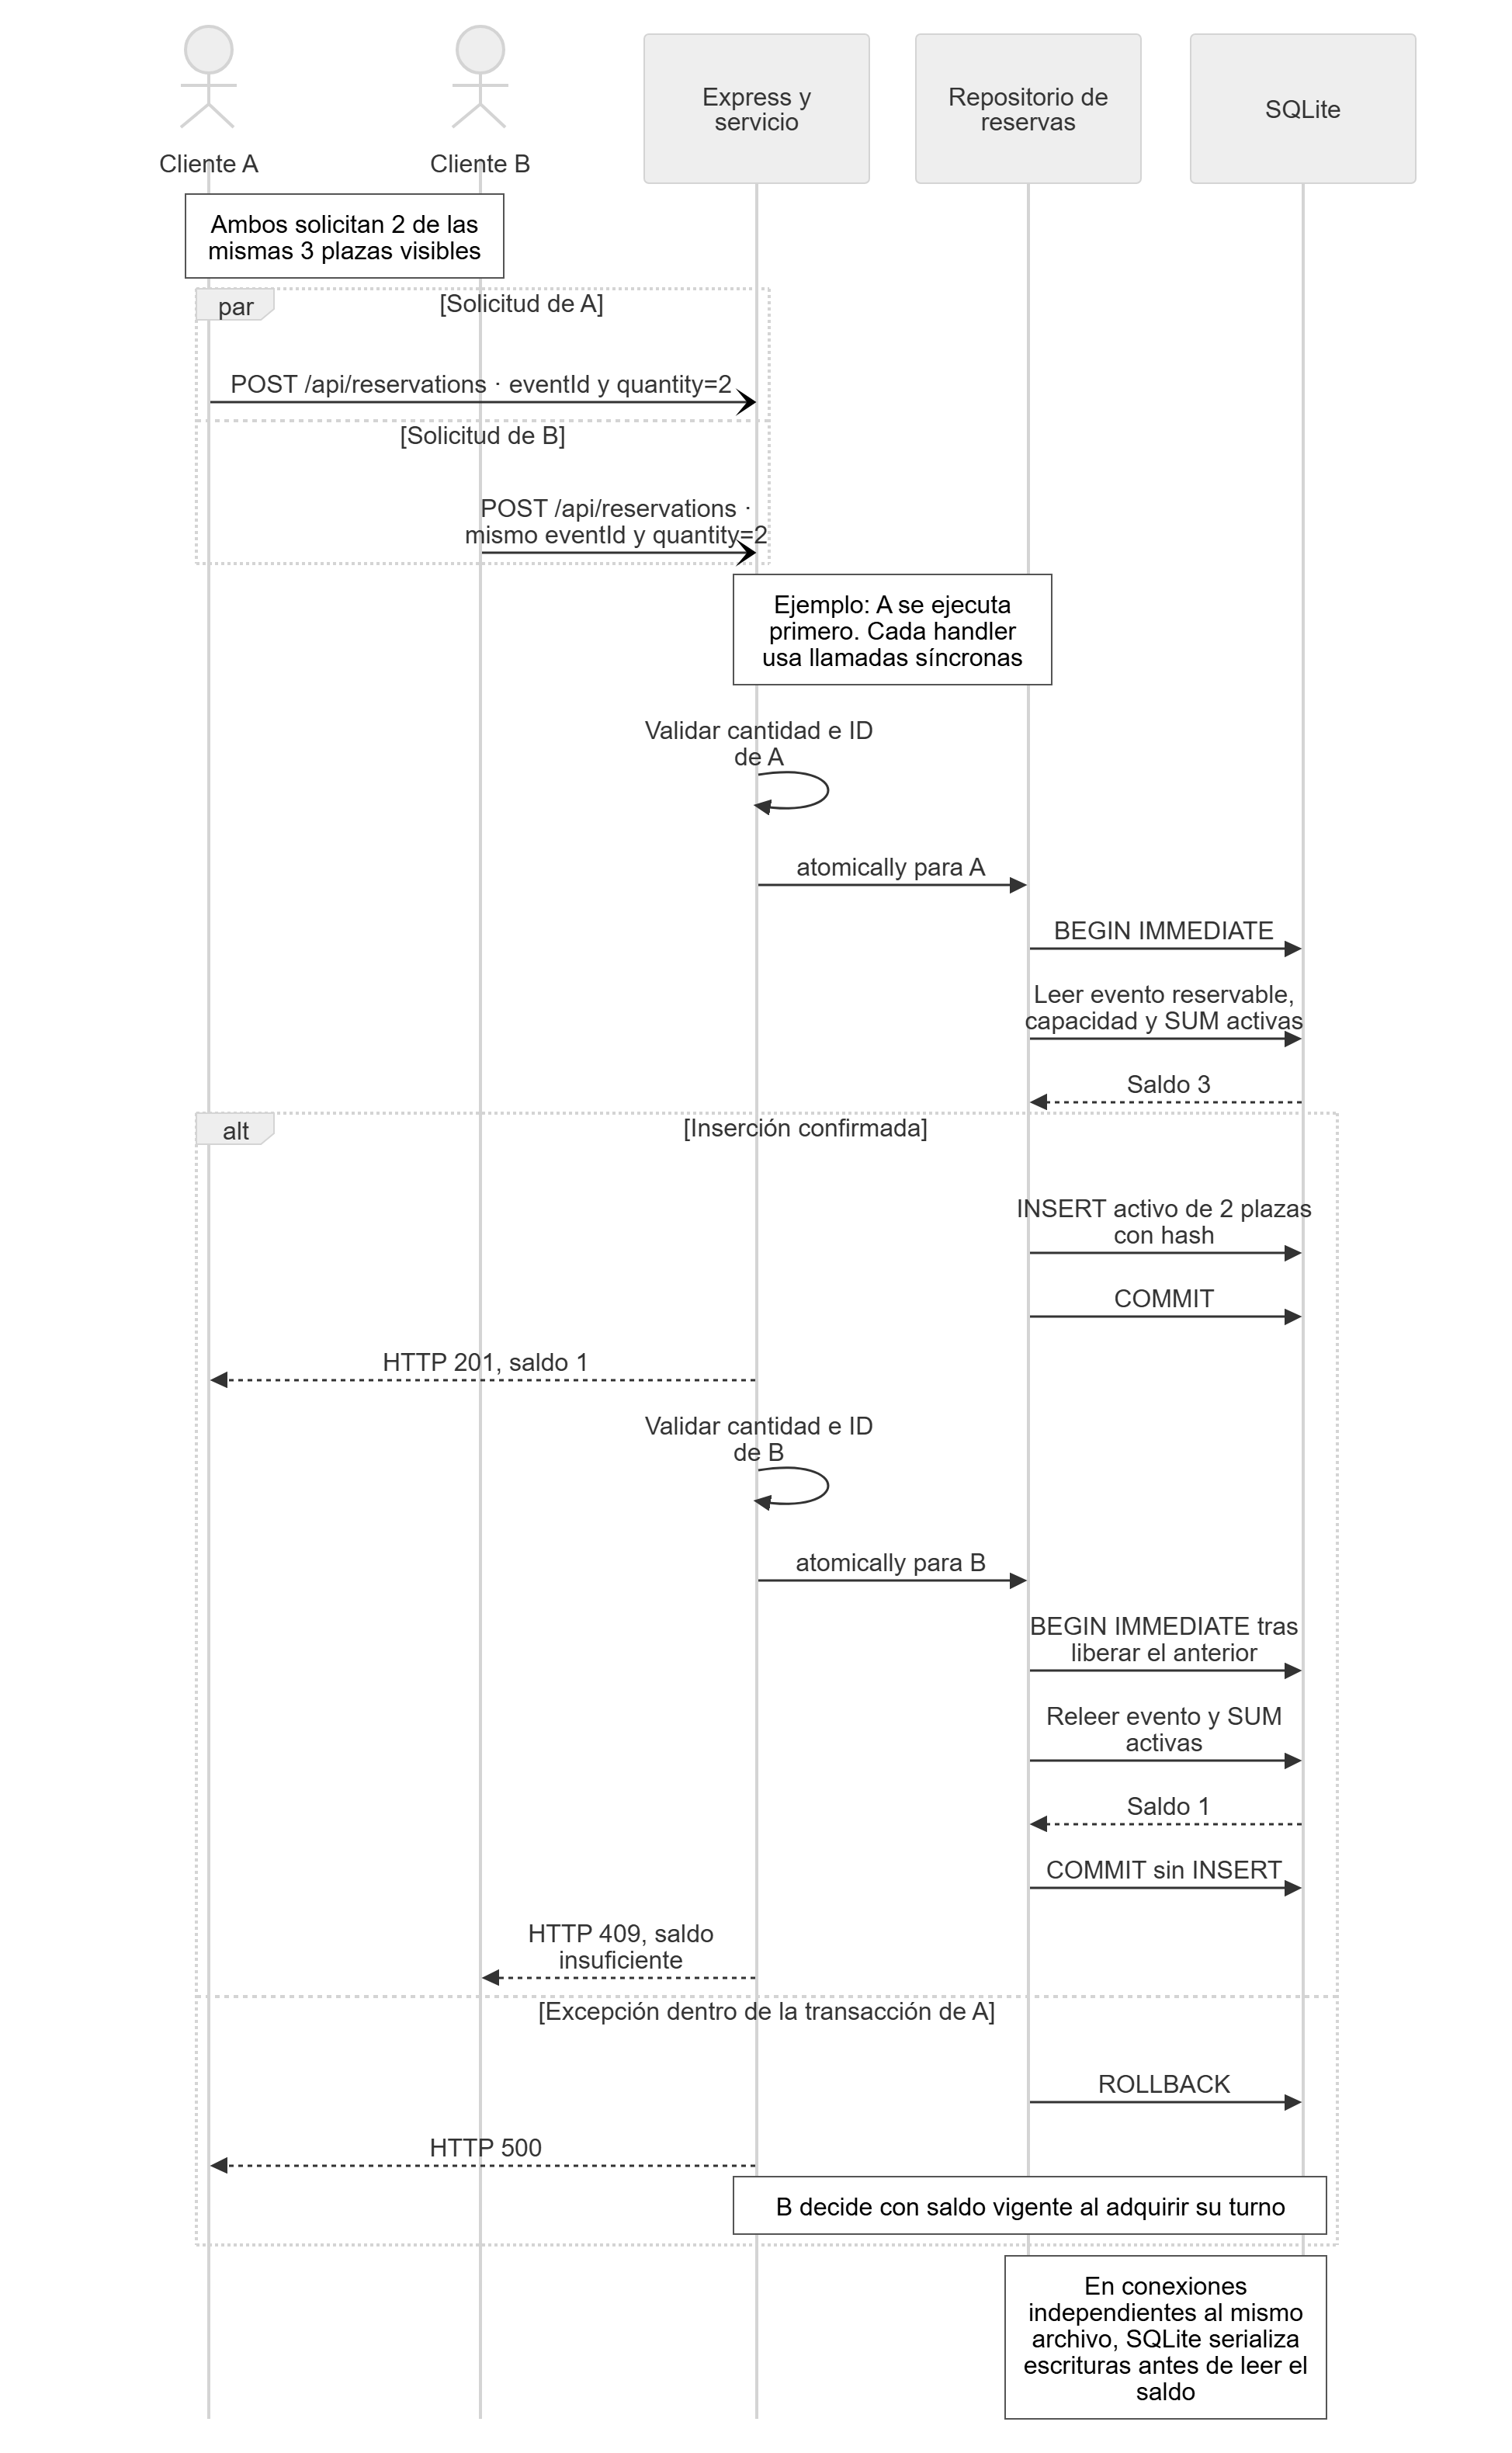 Cliente A
Cliente B
Express y
servicio
Repositorio de
reservas
SQLite
Ambos solicitan 2 de las
mismas 3 plazas visibles
par
[Solicitud de A]
POST /api/reservations · eventId y quantity=2
[Solicitud de B]
POST /api/reservations ·
mismo eventId y quantity=2
Ejemplo: A se ejecuta
primero. Cada handler
usa llamadas síncronas
Validar cantidad e ID
de A
atomically para A
BEGIN IMMEDIATE
Leer evento reservable,
capacidad y SUM activas
Saldo 3
alt
[Inserción confirmada]
INSERT activo de 2 plazas
con hash
COMMIT
HTTP 201, saldo 1
Validar cantidad e ID
de B
atomically para B
BEGIN IMMEDIATE tras
liberar el anterior
Releer evento y SUM
activas
Saldo 1
COMMIT sin INSERT
HTTP 409, saldo
insuficiente
[Excepción dentro de la transacción de A]
ROLLBACK
HTTP 500
B decide con saldo vigente al adquirir su turno
En conexiones
independientes al mismo
archivo, SQLite serializa
escrituras antes de leer el
saldo